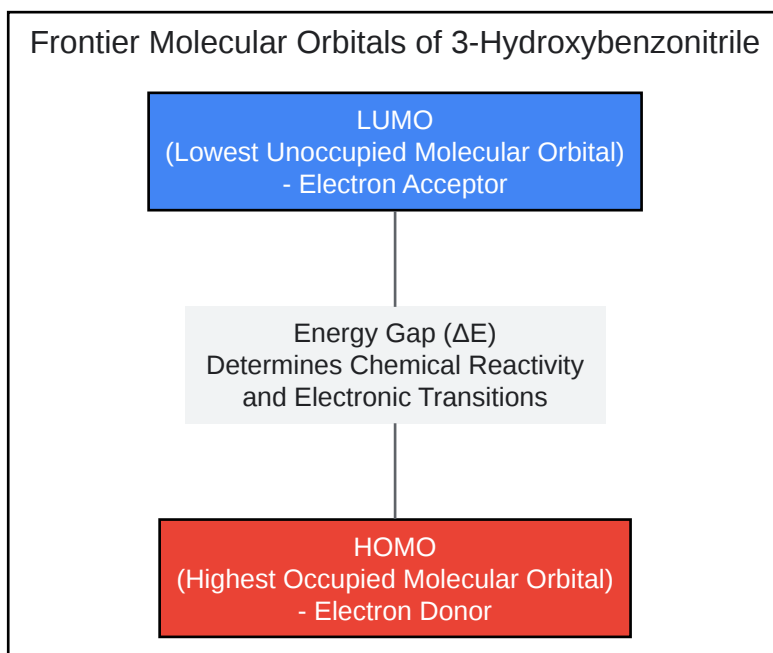 Frontier Molecular Orbitals of 3-Hydroxybenzonitrile
LUMO
(Lowest Unoccupied Molecular Orbital)
- Electron Acceptor
Energy Gap (ΔE)
Determines Chemical Reactivity
and Electronic Transitions
HOMO
(Highest Occupied Molecular Orbital)
- Electron Donor